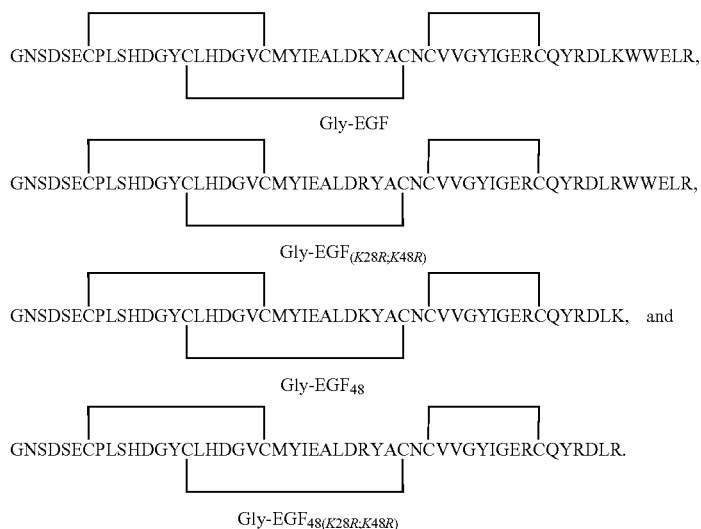 GNSDSECPLSHDGYCLHDGVCMYIEALDKYACNCVVGYIGERCQYRDLKWWELR,
Gly-EGF
GNSDSECPLSHDGYCLHDGVCMYIEALDRYACNCVVGYIGERCQYRDLRWWELR,
Gly-EGF(K28R;K48R)
GNSDSECPLSHDGYCLHDGVCMYIEALDKYACNCVVGYIGERCQYRDLK, and
Gly-EGF48
GNSDSECPLSHDGYCLHDGVCMYIEALDRYACNCVVGYIGERCQYRDLR.
Gly-EGF48(K28R;K48R)